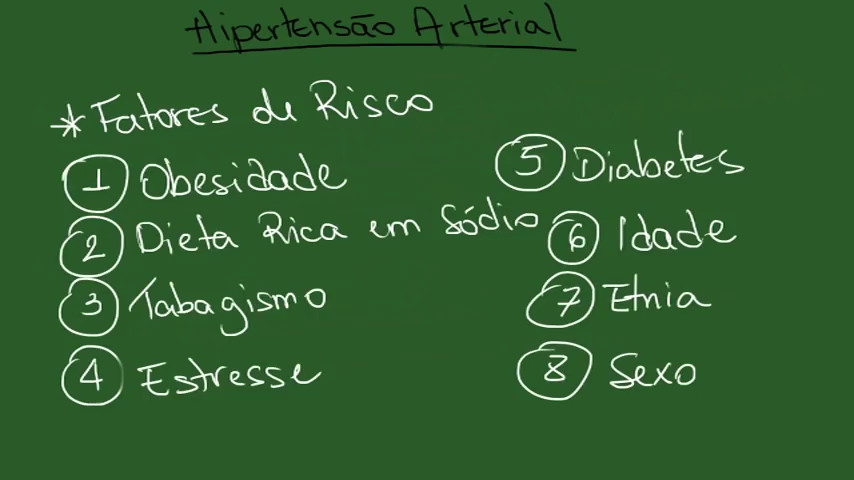 Hipertensão Arterial
* Fatores de Risco
1 Obesidade
2 Dieta Rica em Sódio
3 Tabagismo
4 Estresse
5 Diabetes
6 Idade
7 Etnia
8 Sexo